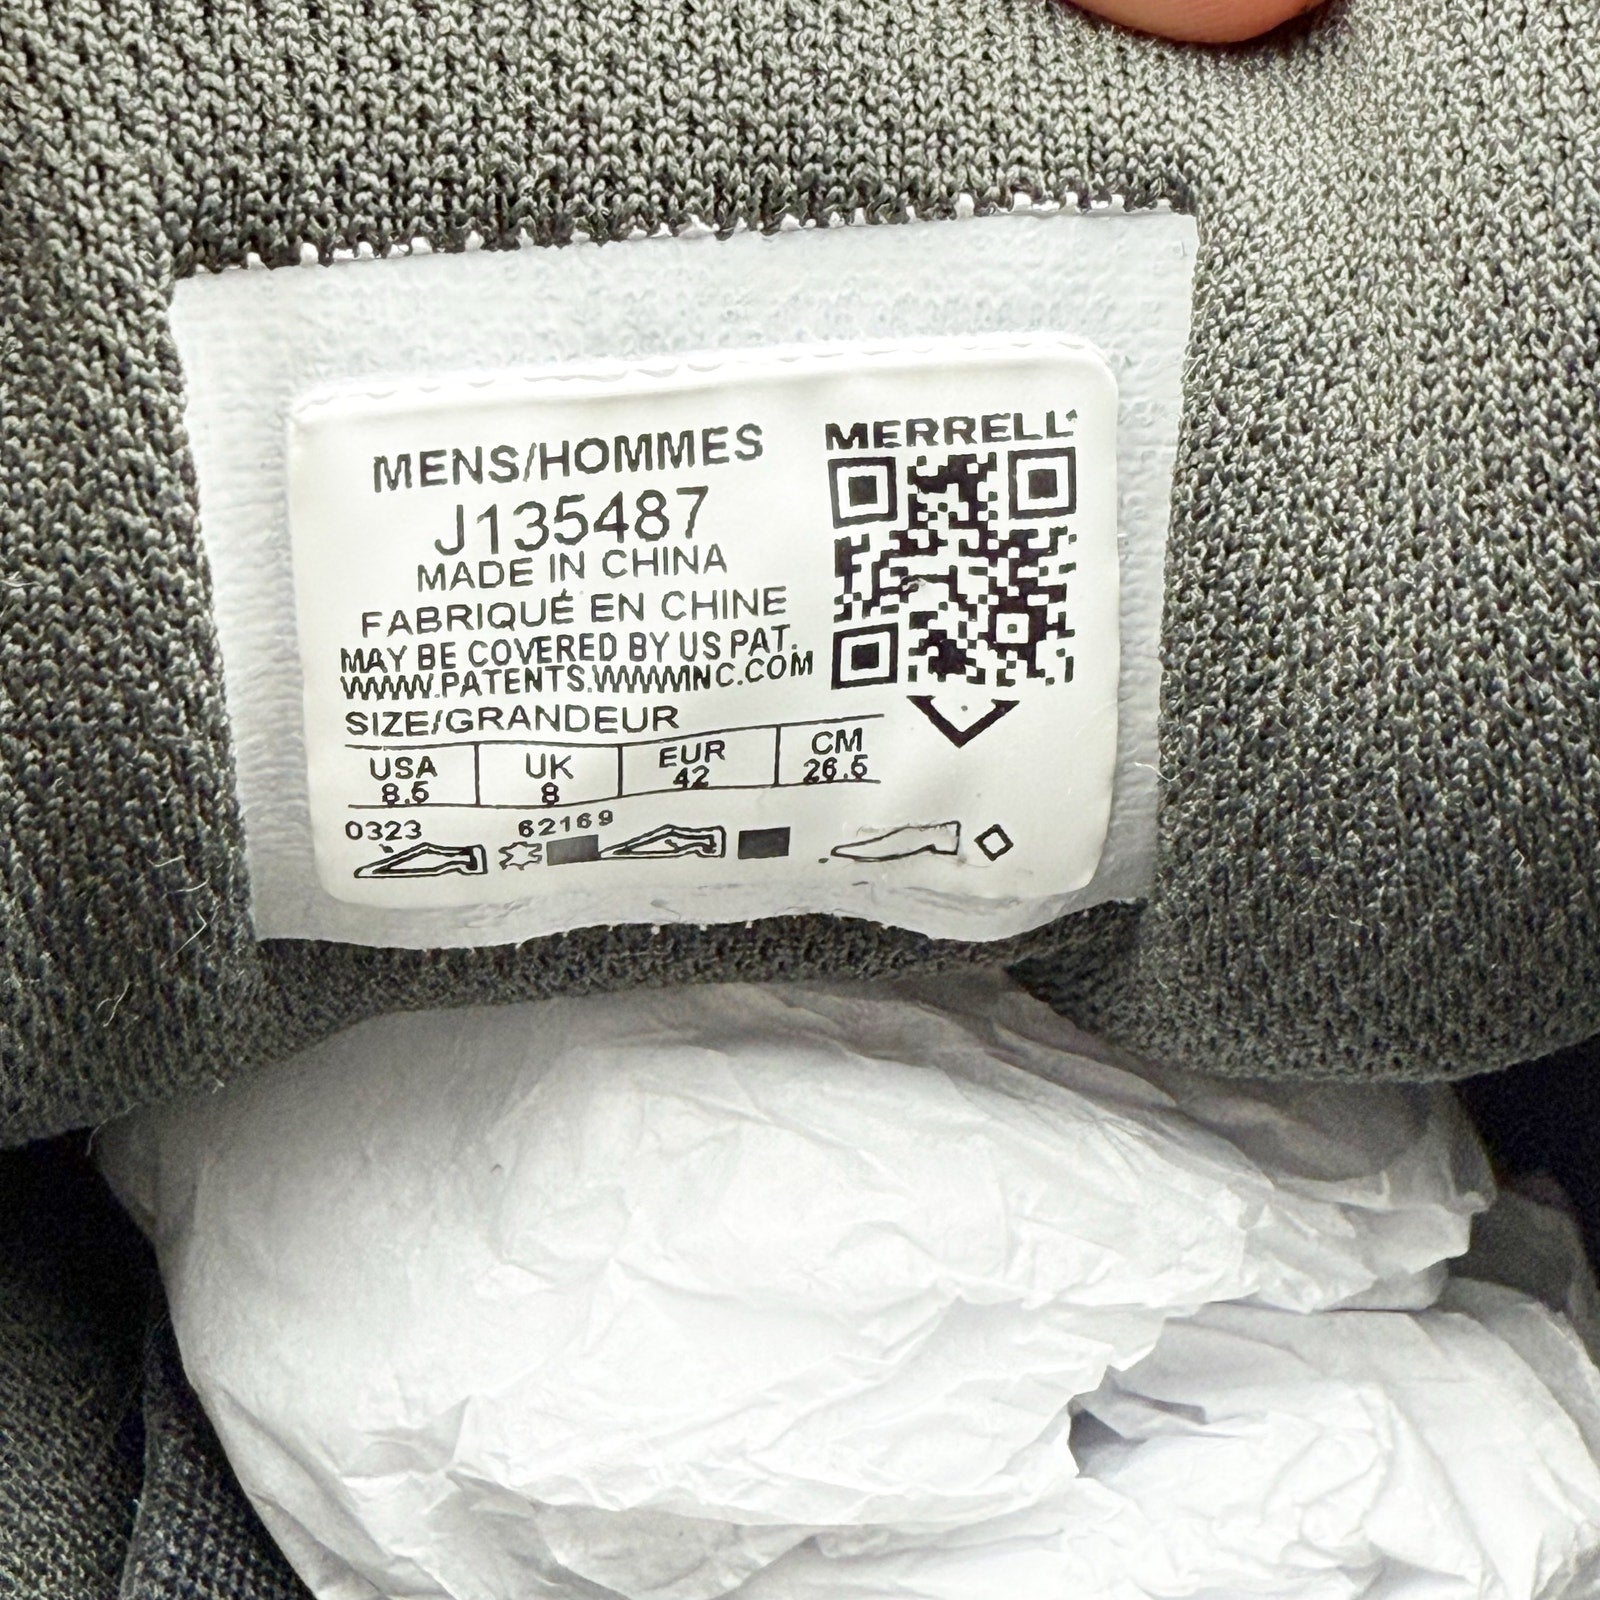 MENS/HOMMES
J135487
MADE IN CHINA
FABRIQUÉ EN CHINE
MAY BE COVERED BY US PAT.
WWW.PATENTS.WWWINC.COM
SIZE/GRANDEUR
USA UK EUR CM
8.5 8 42 26.5
0323 62169
MERRELL